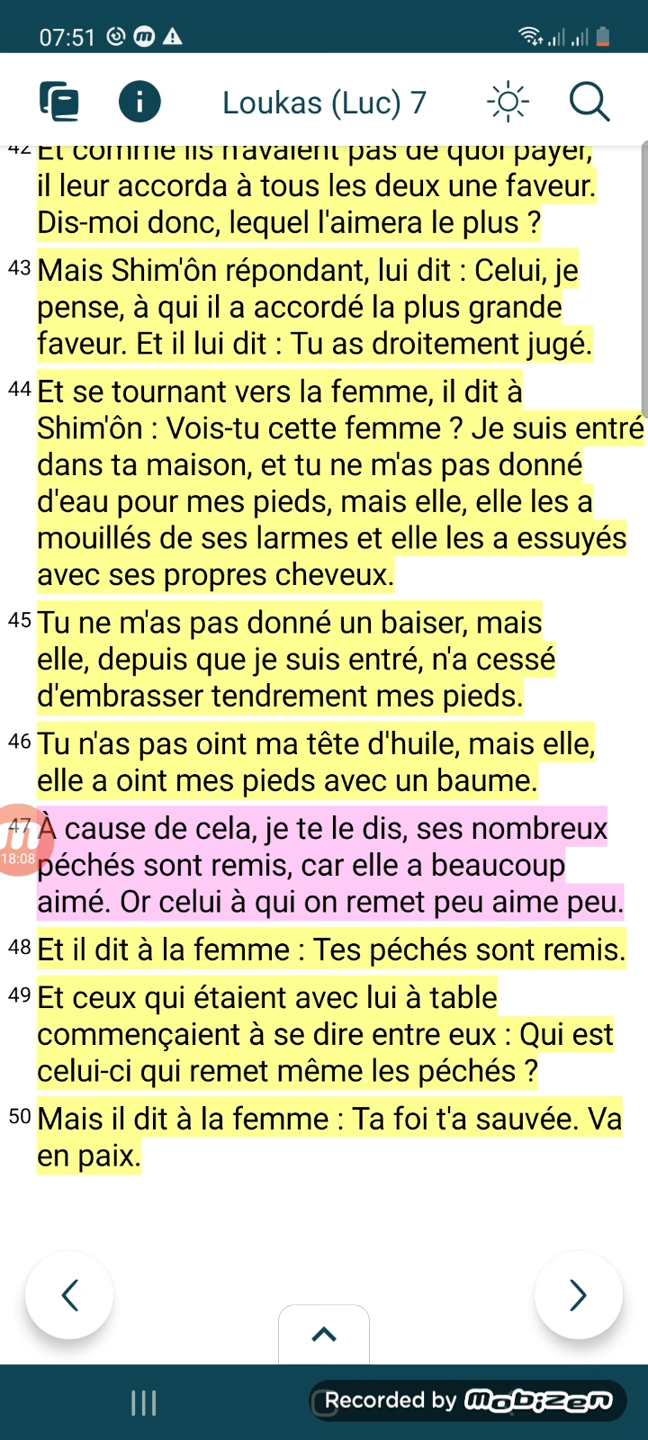 07:51
Loukas (Luc) 7
42 Et comme ils n'avaient pas de quoi payer,
il leur accorda à tous les deux une faveur.
Dis-moi donc, lequel l'aimera le plus ?
43 Mais Shim'ôn répondant, lui dit : Celui, je
pense, à qui il a accordé la plus grande
faveur. Et il lui dit : Tu as droitement jugé.
44 Et se tournant vers la femme, il dit à
Shim'ôn : Vois-tu cette femme ? Je suis entré
dans ta maison, et tu ne m'as pas donné
d'eau pour mes pieds, mais elle, elle les a
mouillés de ses larmes et elle les a essuyés
avec ses propres cheveux.
45 Tu ne m'as pas donné un baiser, mais
elle, depuis que je suis entré, n'a cessé
d'embrasser tendrement mes pieds.
46 Tu n'as pas oint ma tête d'huile, mais elle,
elle a oint mes pieds avec un baume.
47 À cause de cela, je te le dis, ses nombreux
18:08
péchés sont remis, car elle a beaucoup
aimé. Or celui à qui on remet peu aime peu.
48 Et il dit à la femme : Tes péchés sont remis.
49 Et ceux qui étaient avec lui à table
commençaient à se dire entre eux : Qui est
celui-ci qui remet même les péchés ?
50 Mais il dit à la femme : Ta foi t'a sauvée. Va
en paix.
Recorded by mobizen